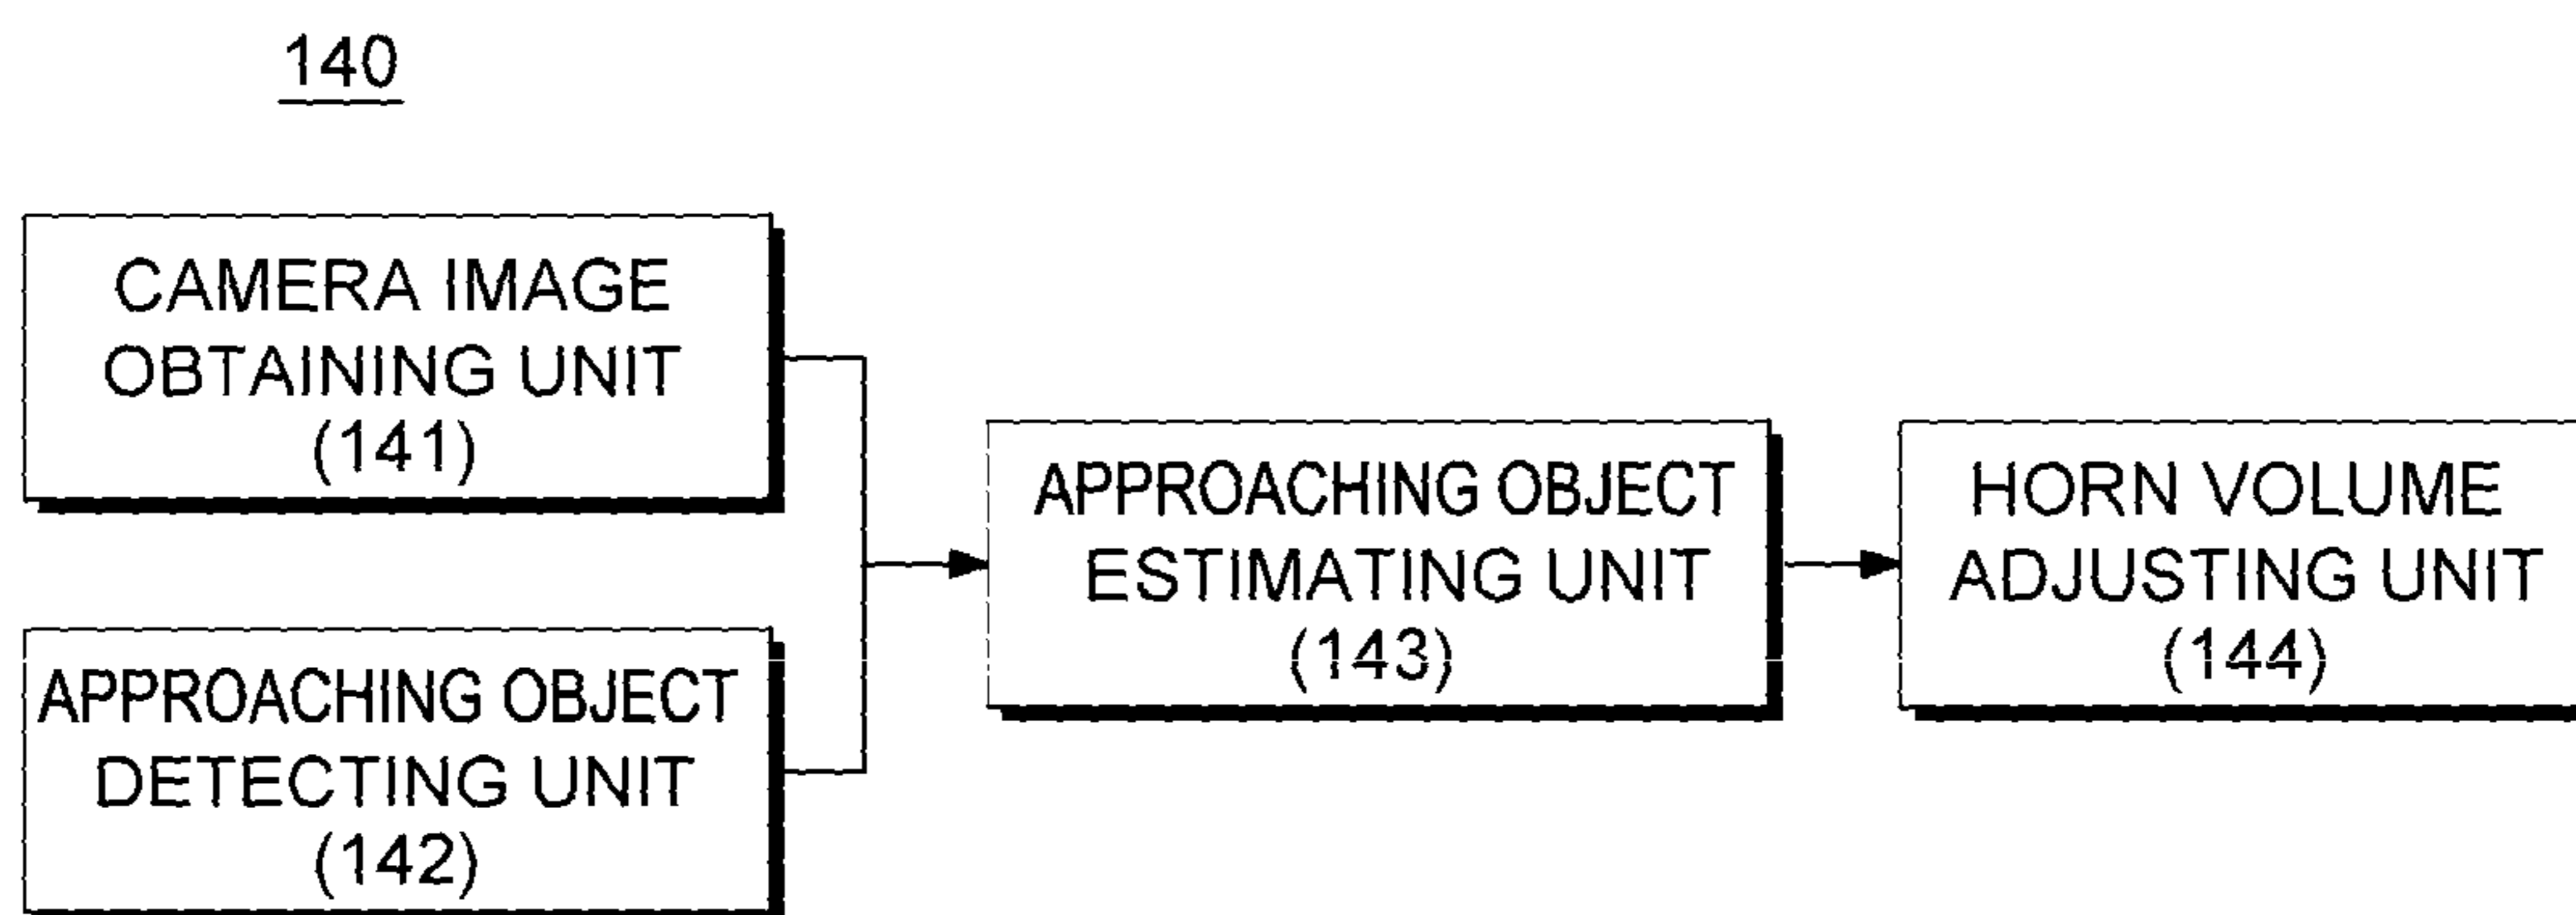 140
CAMERA IMAGE
OBTAINING UNIT
(141)
APPROACHING OBJECT
DETECTING UNIT
(142)
APPROACHING OBJECT
ESTIMATING UNIT
(143)
HORN VOLUME
ADJUSTING UNIT
(144)